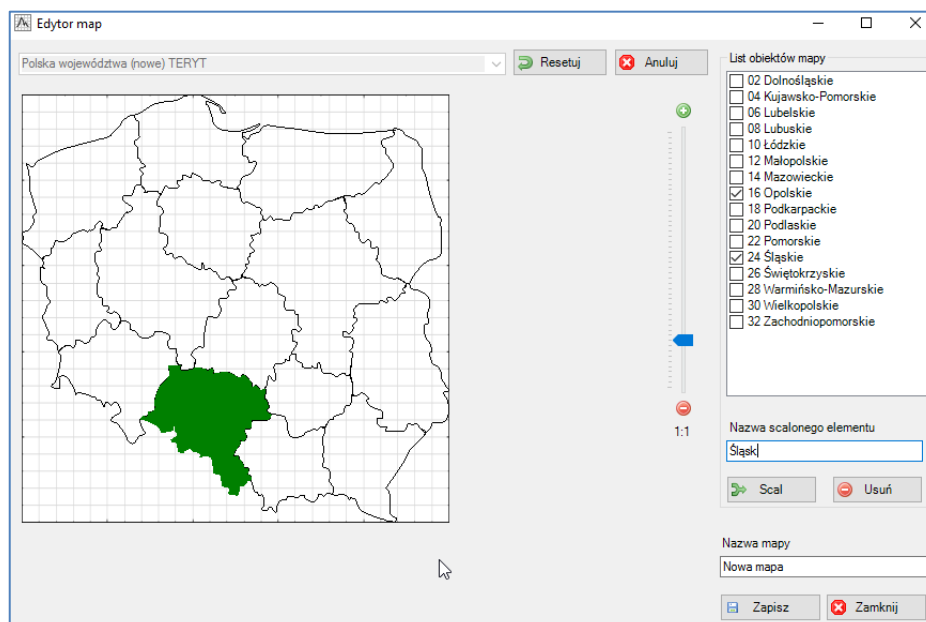 Edytor map
Polska województwa (nowe) TERYT
Resetuj
Anuluj
List obiektów mapy
02 Dolnośląskie
04 Kujawsko-Pomorskie
06 Lubelskie
08 Lubuskie
10 Łódzkie
12 Małopolskie
14 Mazowieckie
16 Opolskie
18 Podkarpackie
20 Podlaskie
22 Pomorskie
24 Śląskie
26 Świętokrzyskie
28 Warmińsko-Mazurskie
30 Wielkopolskie
32 Zachodniopomorskie
1:1
Nazwa scalonego elementu
Śląsk
Scal
Usuń
Nazwa mapy
Nowa mapa
Zapisz
Zamknij